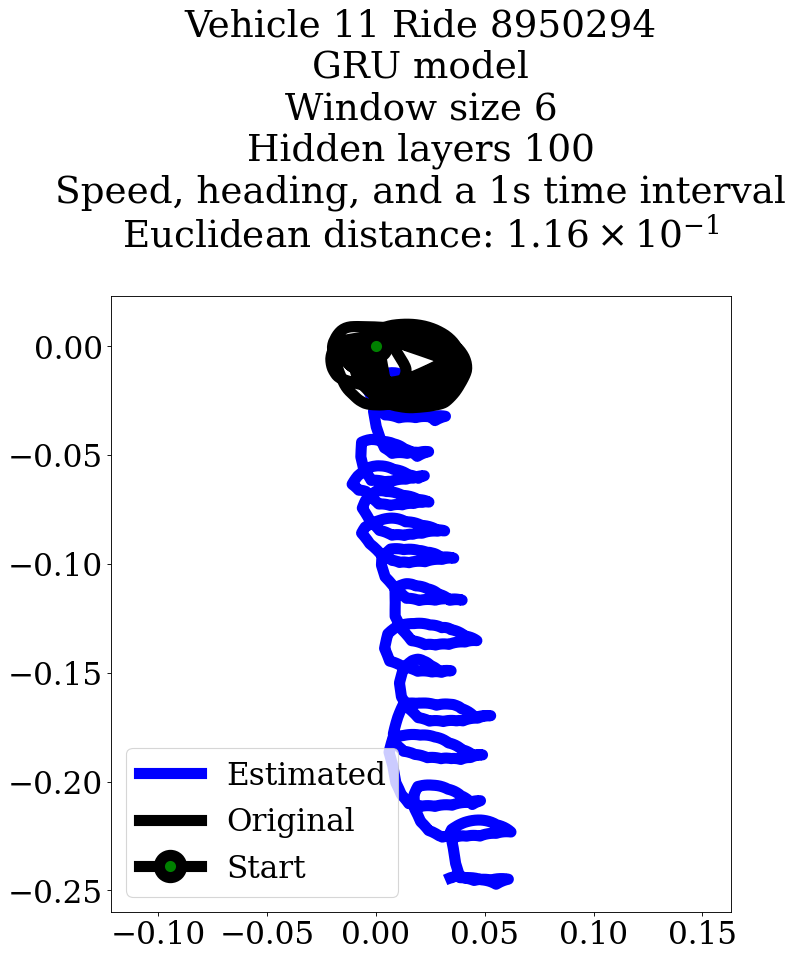 Vehicle 11 Ride 8950294
GRU model
Window size 6
Hidden layers 100
Speed, heading, and a 1s time interval
Euclidean distance: 1.16 × 10⁻¹
0.00
−0.05
−0.10
−0.15
−0.20
−0.25
Estimated
Original
Start
−0.10 −0.05 0.00 0.05 0.10 0.15